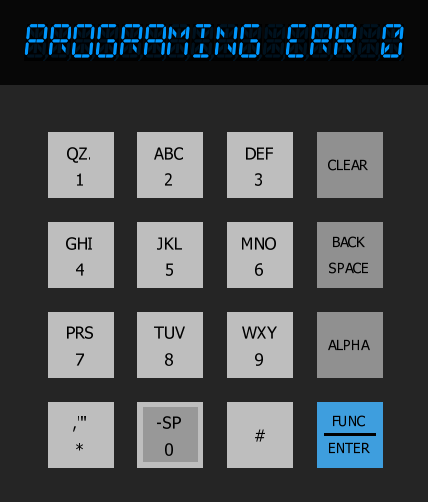 PROGRAMING ERR 0
QZ.
1
ABC
2
DEF
3
CLEAR
GHI
4
JKL
5
MNO
6
BACK
SPACE
PRS
7
TUV
8
WXY
9
ALPHA
,'"
*
-SP
0
#
FUNC
ENTER